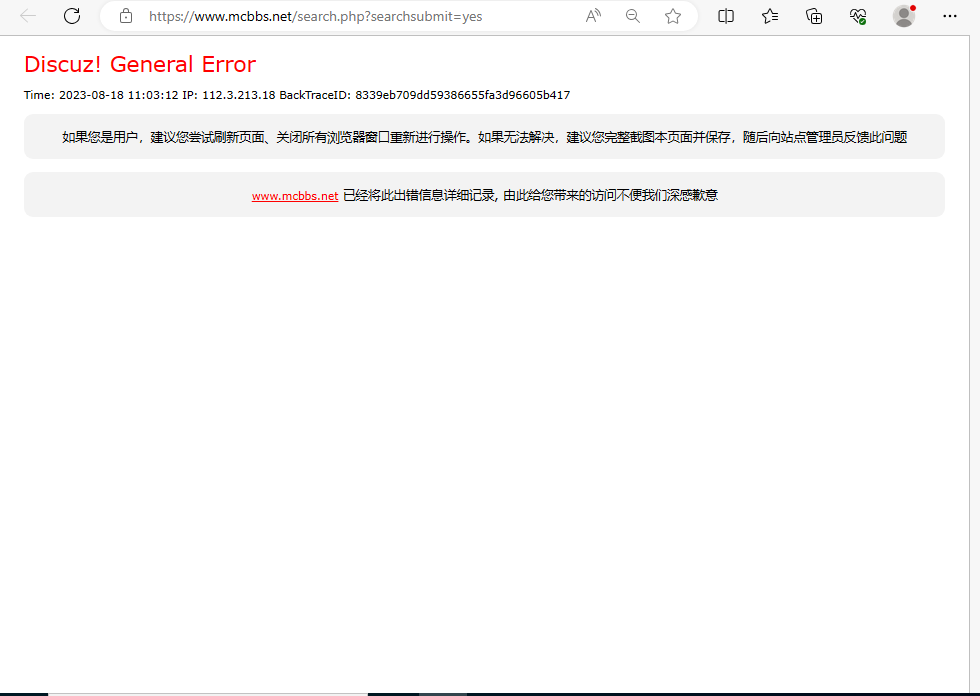 https://www.mcbbs.net/search.php?searchsubmit=yes
Discuz! General Error
Time: 2023-08-18 11:03:12 IP: 112.3.213.18 BackTraceID: 8339eb709dd59386655fa3d96605b417
如果您是用户，建议您尝试刷新页面、关闭所有浏览器窗口重新进行操作。如果无法解决，建议您完整截图本页面并保存，随后向站点管理员反馈此问题
www.mcbbs.net 已经将此出错信息详细记录, 由此给您带来的访问不便我们深感歉意